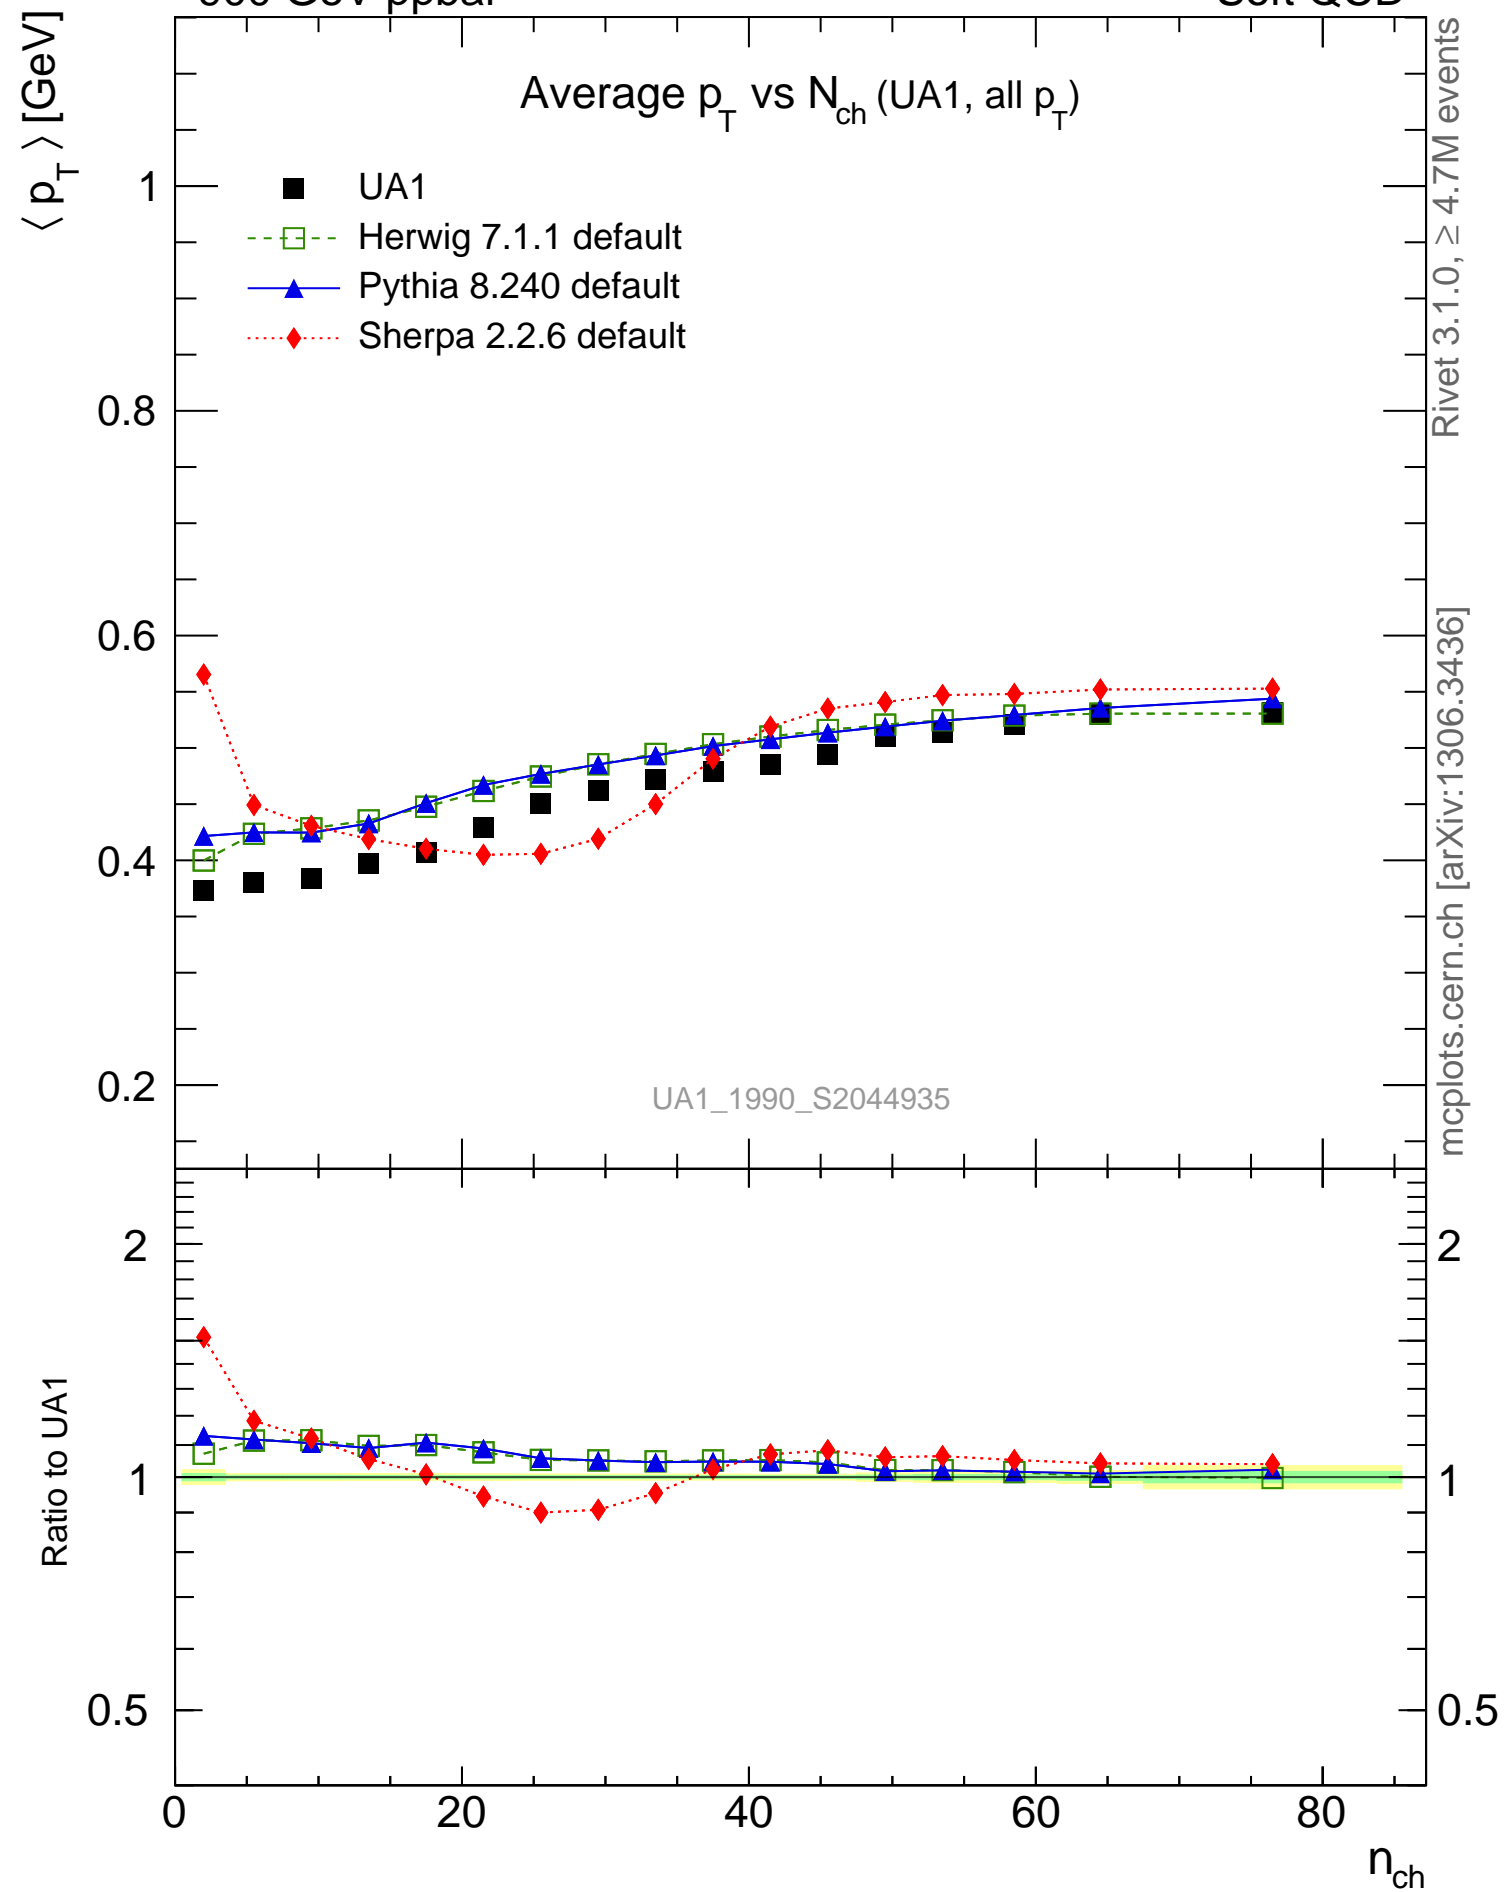 ⟨ p_T ⟩ [GeV]
Average p_T vs N_ch (UA1, all p_T)
UA1
Herwig 7.1.1 default
Pythia 8.240 default
Sherpa 2.2.6 default
1
0.8
0.6
0.4
0.2
UA1_1990_S2044935
Rivet 3.1.0, ≥ 4.7M events
mcplots.cern.ch [arXiv:1306.3436]
Ratio to UA1
2
1
0.5
2
1
0.5
0 20 40 60 80
n_ch